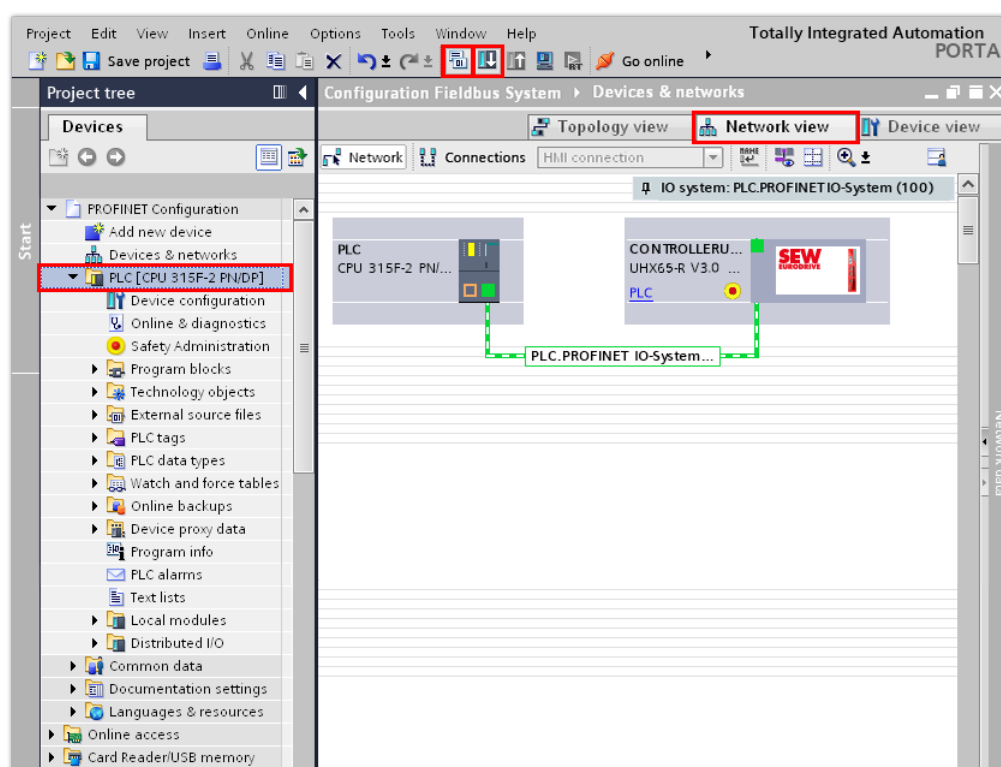 Project Edit View Insert Online Options Tools Window Help
Totally Integrated Automation
PORTA
Save project
Go online
Project tree
Configuration Fieldbus System Devices & networks
Devices
Topology view
Network view
Device view
Network
Connections
HMI connection
IO system: PLC.PROFINET IO-System (100)
Start
PROFINET Configuration
Add new device
Devices & networks
PLC [CPU 315F-2 PN/DP]
Device configuration
Online & diagnostics
Safety Administration
Program blocks
Technology objects
External source files
PLC tags
PLC data types
Watch and force tables
Online backups
Device proxy data
Program info
PLC alarms
Text lists
Local modules
Distributed I/O
Common data
Documentation settings
Languages & resources
Online access
Card Reader/USB memory
PLC
CPU 315F-2 PN/...
CONTROLLERU...
UHX65-R V3.0 ...
PLC
SEW
EURODRIVE
PLC.PROFINET IO-System...